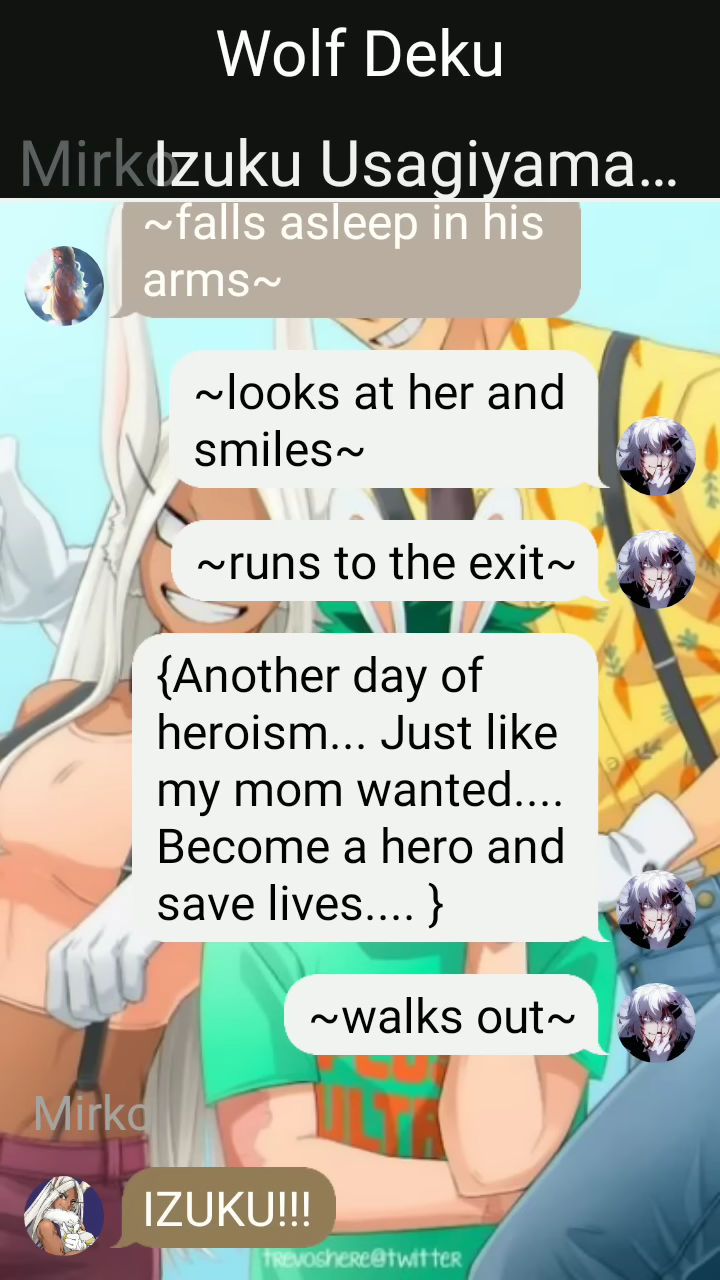 Wolf Deku
Mirko
Izuku Usagiyama...
~falls asleep in his
arms~
~looks at her and
smiles~
~runs to the exit~
{Another day of
heroism... Just like
my mom wanted....
Become a hero and
save lives.... }
~walks out~
PLUS
ULTRA
Mirko
IZUKU!!!
TREVOSHERE@TWITTER